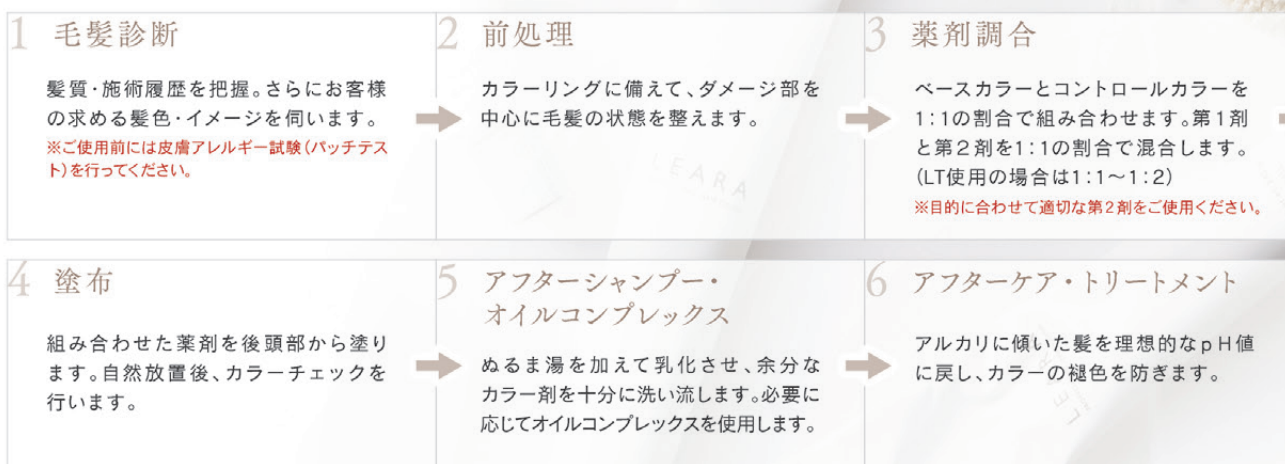 1 毛髪診断
髪質・施術履歴を把握。さらにお客様
の求める髪色・イメージを伺います。
※ご使用前には皮膚アレルギー試験(パッチテス
ト)を行ってください。
2 前処理
カラーリングに備えて、ダメージ部を
中心に毛髪の状態を整えます。
3 薬剤調合
ベースカラーとコントロールカラーを
1:1の割合で組み合わせます。第1剤
と第2剤を1:1の割合で混合します。
(LT使用の場合は1:1〜1:2)
※目的に合わせて適切な第2剤をご使用ください。
LEARA
4 塗布
組み合わせた薬剤を後頭部から塗り
ます。自然放置後、カラーチェックを
行います。
5 アフターシャンプー・
オイルコンプレックス
ぬるま湯を加えて乳化させ、余分な
カラー剤を十分に洗い流します。必要に
応じてオイルコンプレックスを使用します。
6 アフターケア・トリートメント
アルカリに傾いた髪を理想的なpH値
に戻し、カラーの褪色を防ぎます。